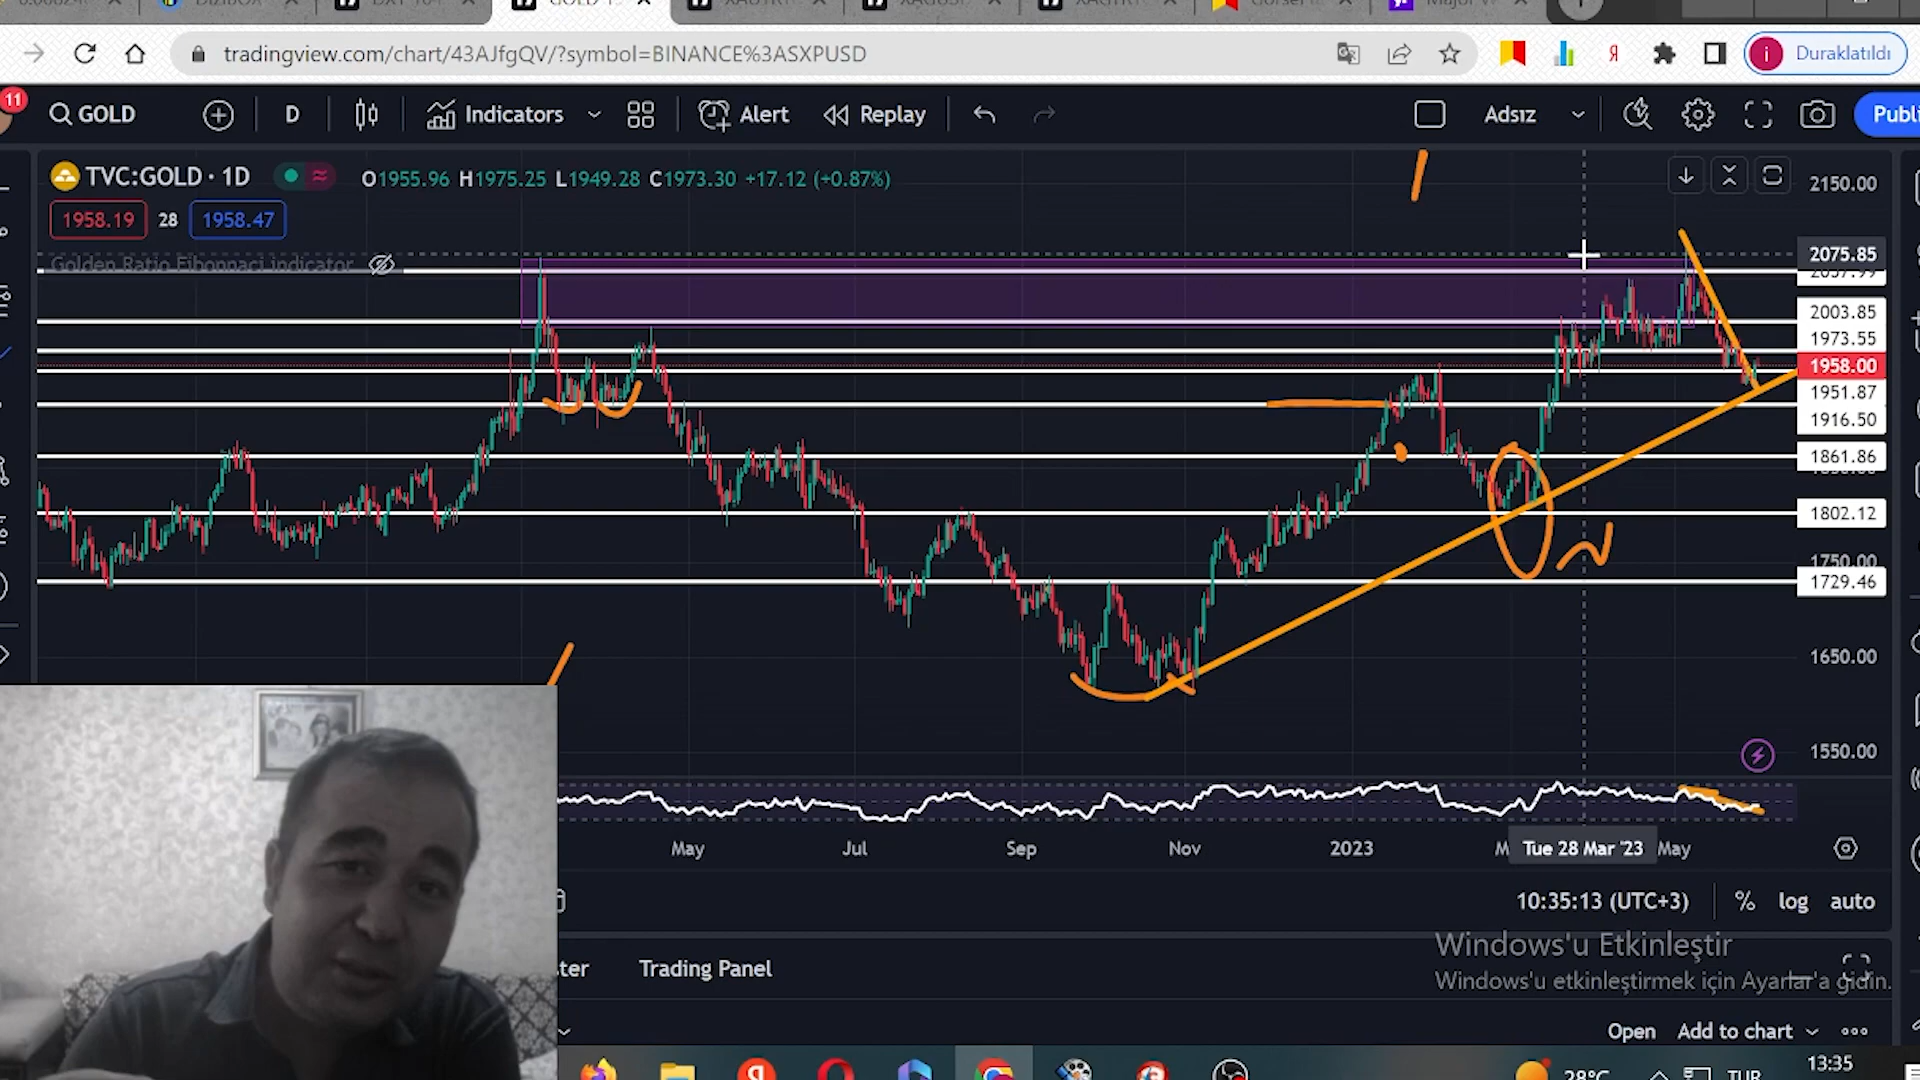 tradingview.com/chart/43AJfgQV/?symbol=BINANCE%3ASXPUSD
Duraklatıldı
11
GOLD
D
Indicators
Alert
Replay
Adsız
TVC:GOLD · 1D
O1955.96 H1975.25 L1949.28 C1973.30 +17.12 (+0.87%)
1958.19 28 1958.47
Golden Ratio Fibonnaci indicator
2150.00
2075.85
2003.85
1973.55
1958.00
1951.87
1916.50
1861.86
1802.12
1750.00
1729.46
1650.00
1550.00
May Jul Sep Nov 2023 Tue 28 Mar '23 May
10:35:13 (UTC+3) % log auto
Windows'u Etkinleştir
Trading Panel
Windows'u etkinleştirmek için Ayarlar'a gidin.
Open Add to chart
28°C TUR 13:35